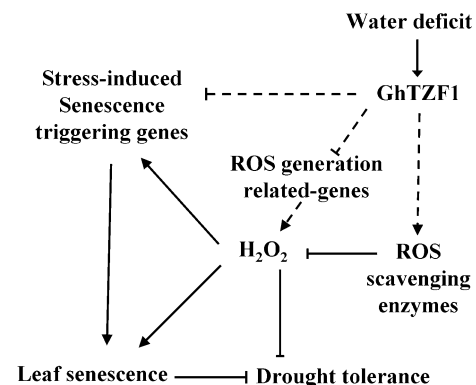 Water deficit
Stress-induced
Senescence
triggering genes
GhTZF1
ROS generation
related-genes
H₂O₂
ROS
scavenging
enzymes
Leaf senescence
Drought tolerance